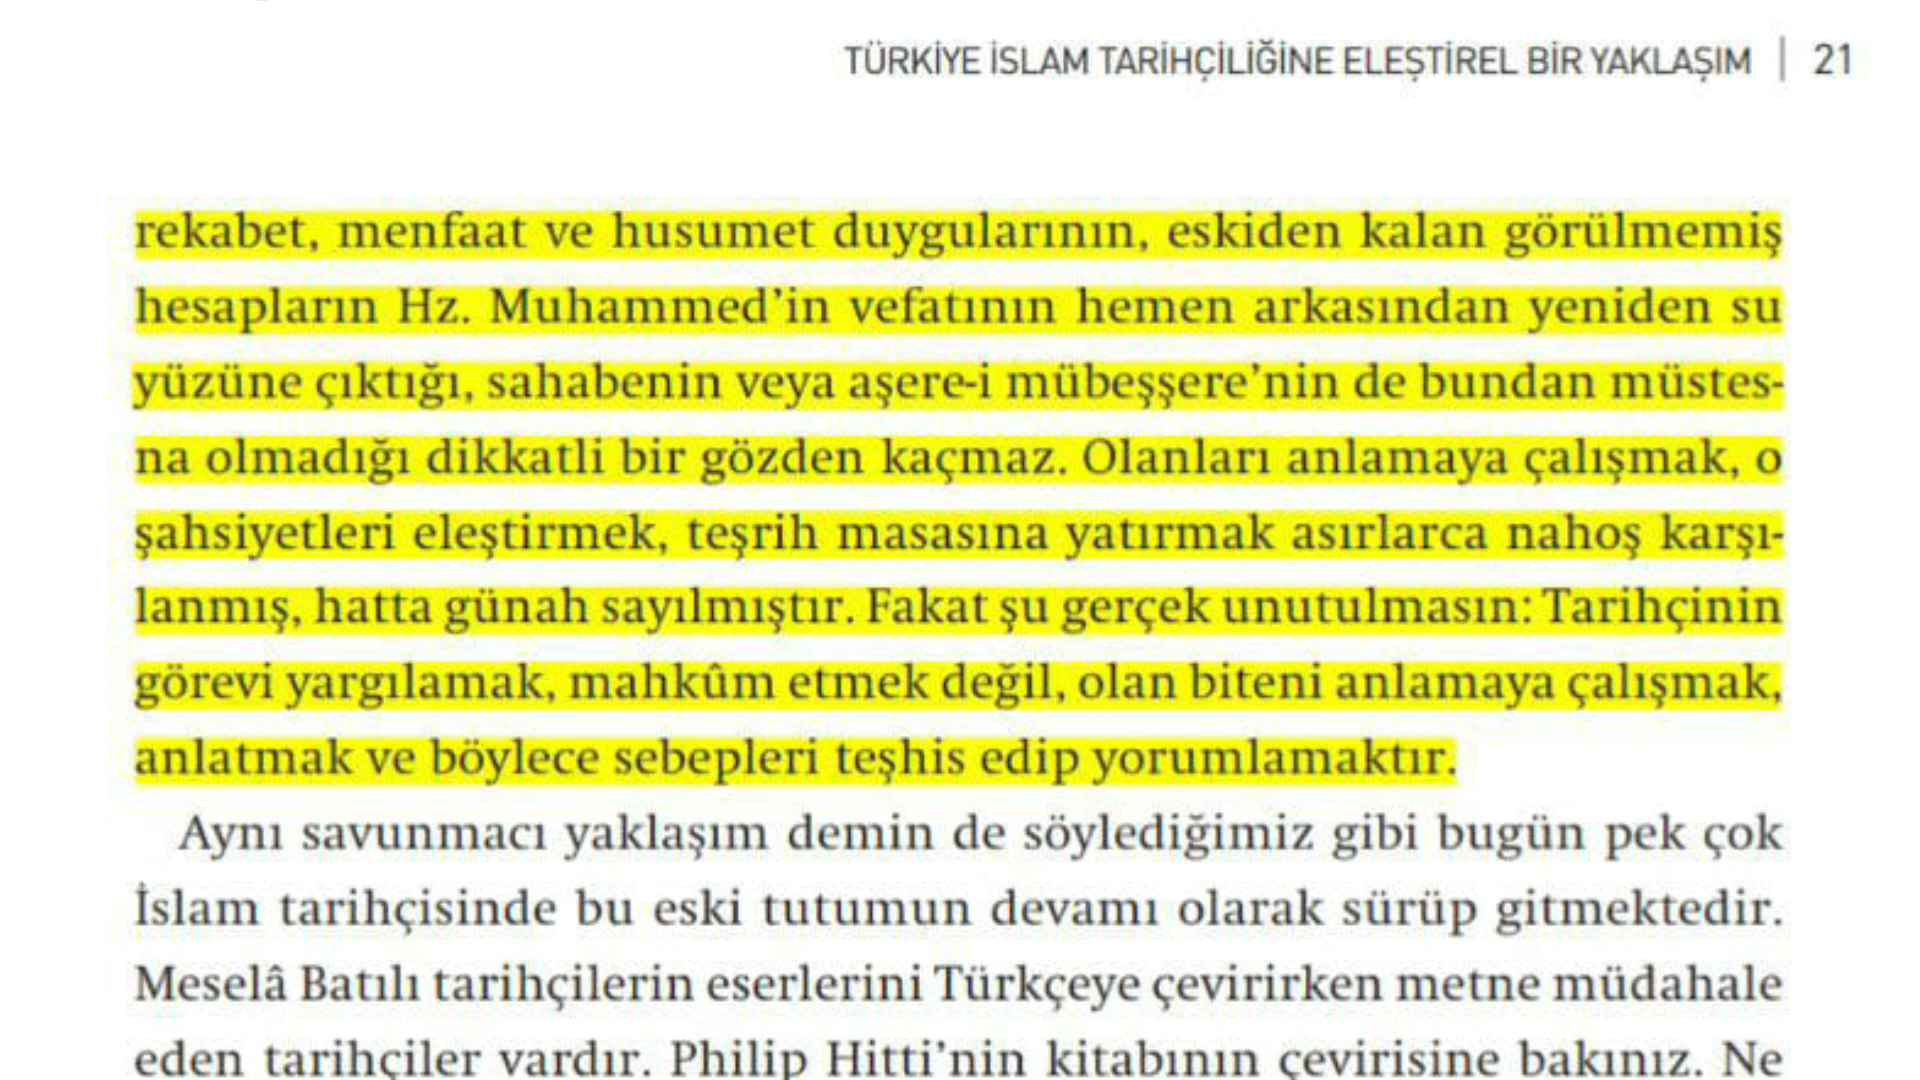 TÜRKİYE İSLAM TARİHÇİLİĞİNE ELEŞTİREL BİR YAKLAŞIM | 21
rekabet, menfaat ve husumet duygularının, eskiden kalan görülmemiş
hesapların Hz. Muhammed’in vefatının hemen arkasından yeniden su
yüzüne çıktığı, sahabenin veya aşere-i mübeşşere’nin de bundan müstes-
na olmadığı dikkatli bir gözden kaçmaz. Olanları anlamaya çalışmak, o
şahsiyetleri eleştirmek, teşrih masasına yatırmak asırlarca nahoş karşı-
lanmış, hatta günah sayılmıştır. Fakat şu gerçek unutulmasın: Tarihçinin
görevi yargılamak, mahkûm etmek değil, olan biteni anlamaya çalışmak,
anlatmak ve böylece sebepleri teşhis edip yorumlamaktır.
Aynı savunmacı yaklaşım demin de söylediğimiz gibi bugün pek çok
İslam tarihçisinde bu eski tutumun devamı olarak sürüp gitmektedir.
Meselâ Batılı tarihçilerin eserlerini Türkçeye çevirirken metne müdahale
eden tarihçiler vardır. Philip Hitti’nin kitabının çevirisine bakınız. Ne